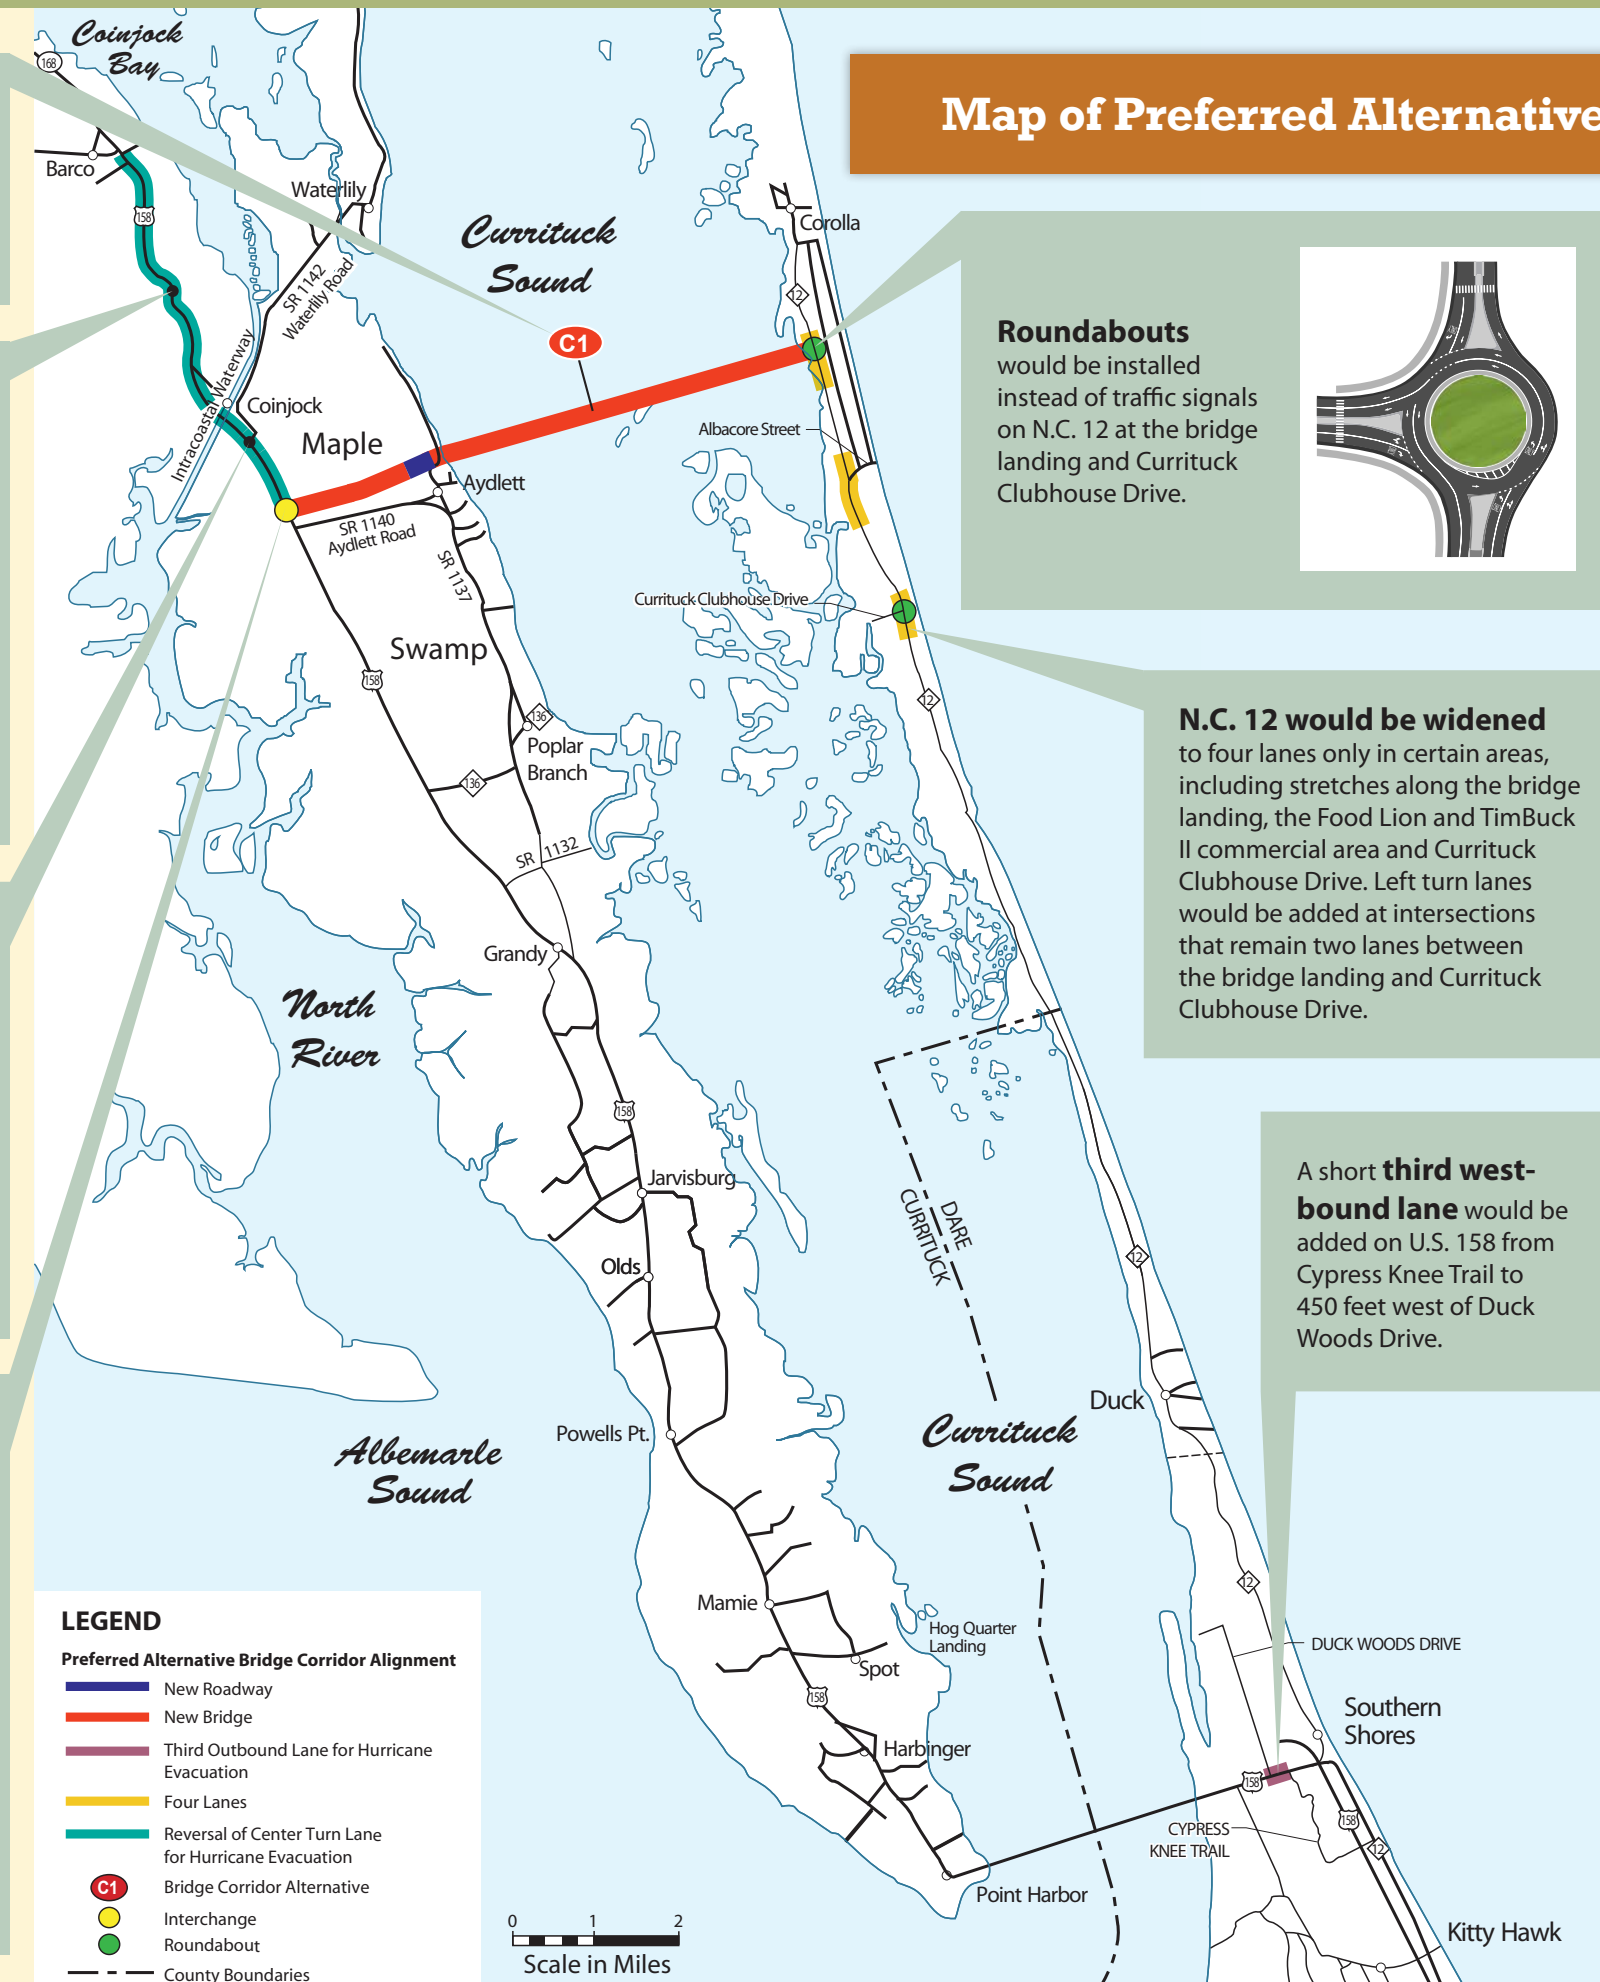 Coinjock
Bay
168
Map of Preferred Alternative
Barco
158
Waterlily
Currituck
Sound
Corolla
12
SR 1142
Waterlily Road
C1
Intracoastal Waterway
Coinjock
Maple
Albacore Street
Aydlett
SR 1140
Aydlett Road
SR 1137
Roundabouts
would be installed
instead of traffic signals
on N.C. 12 at the bridge
landing and Currituck
Clubhouse Drive.
Currituck Clubhouse Drive
Swamp
158
12
136
Poplar
Branch
136
SR 1132
N.C. 12 would be widened
to four lanes only in certain areas,
including stretches along the bridge
landing, the Food Lion and TimBuck
II commercial area and Currituck
Clubhouse Drive. Left turn lanes
would be added at intersections
that remain two lanes between
the bridge landing and Currituck
Clubhouse Drive.
Grandy
North
River
158
Jarvisburg
DARE
CURRITUCK
12
Olds
A short third west-
bound lane would be
added on U.S. 158 from
Cypress Knee Trail to
450 feet west of Duck
Woods Drive.
Duck
Powells Pt.
Albemarle
Sound
Currituck
Sound
12
Mamie
Hog Quarter
Landing
Spot
158
DUCK WOODS DRIVE
Southern
Shores
Harbinger
158
158
12
CYPRESS
KNEE TRAIL
Point Harbor
Kitty Hawk
LEGEND
Preferred Alternative Bridge Corridor Alignment
New Roadway
New Bridge
Third Outbound Lane for Hurricane
Evacuation
Four Lanes
Reversal of Center Turn Lane
for Hurricane Evacuation
C1 Bridge Corridor Alternative
Interchange
Roundabout
County Boundaries
0 1 2
Scale in Miles